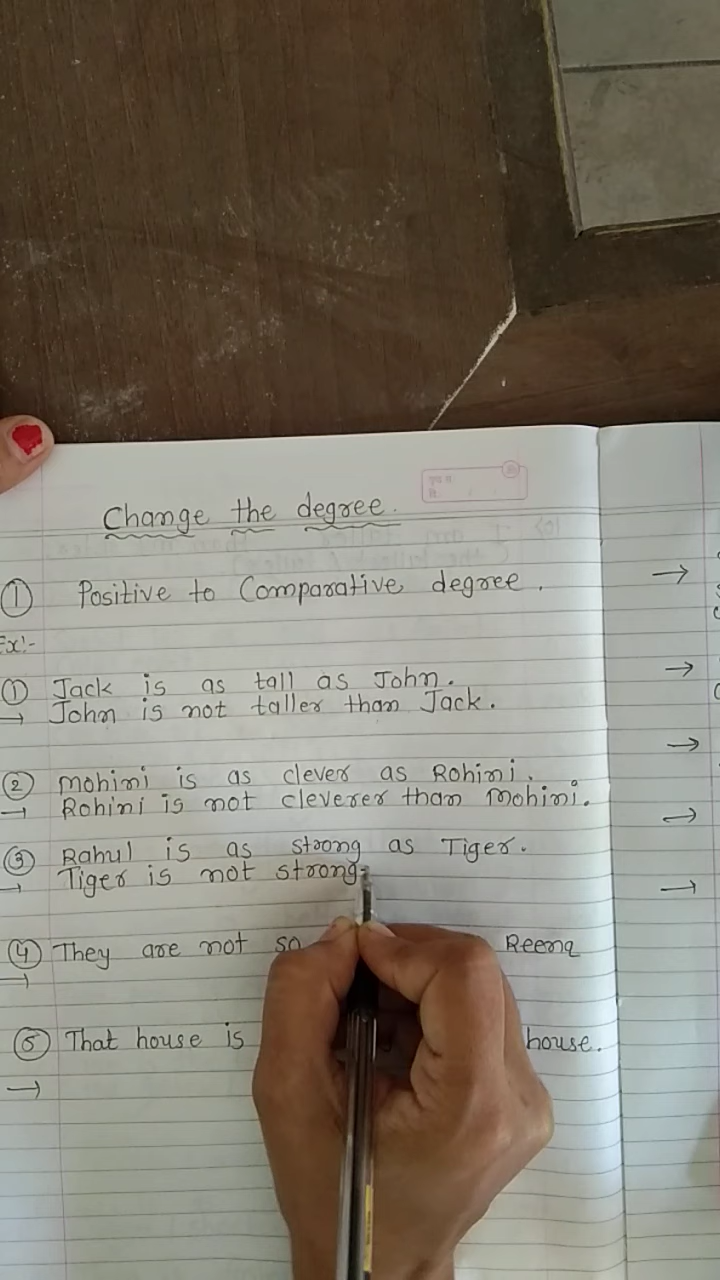 Change the degree.
① Positive to Comparative degree.
Ex:-
① Jack is as tall as John.
→ John is not taller than Jack.
② Mohini is as clever as Rohini.
→ Rohini is not cleverer than Mohini.
③ Rahul is as strong as Tiger.
→ Tiger is not strong
④ They are not so Reena
→
⑤ That house is house.
→